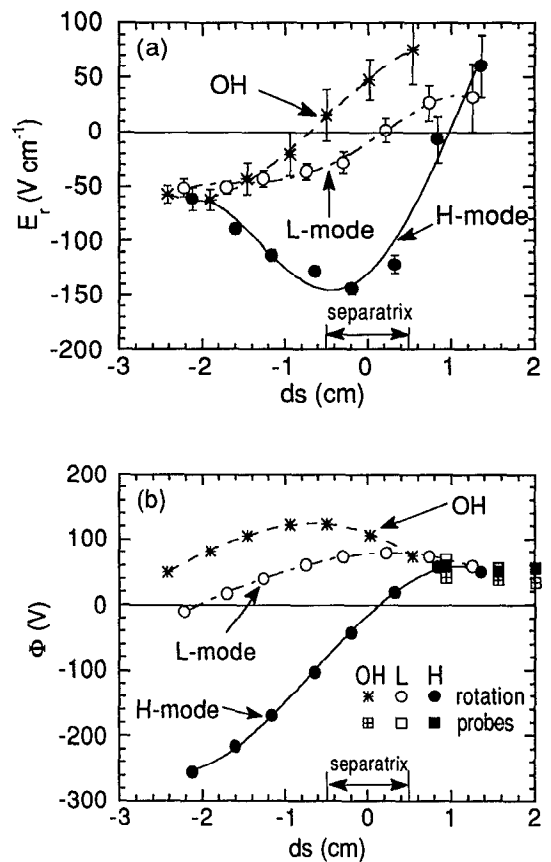 100
(a)
50
OH
0
-50
L-mode
H-mode
-100
-150
separatrix
-200
E_r (V cm⁻¹)
-3 -2 -1 0 1 2
ds (cm)
200
(b)
OH
100
0
L-mode
-100
H-mode
OH L H
rotation
probes
-200
separatrix
-300
Φ (V)
-3 -2 -1 0 1 2
ds (cm)